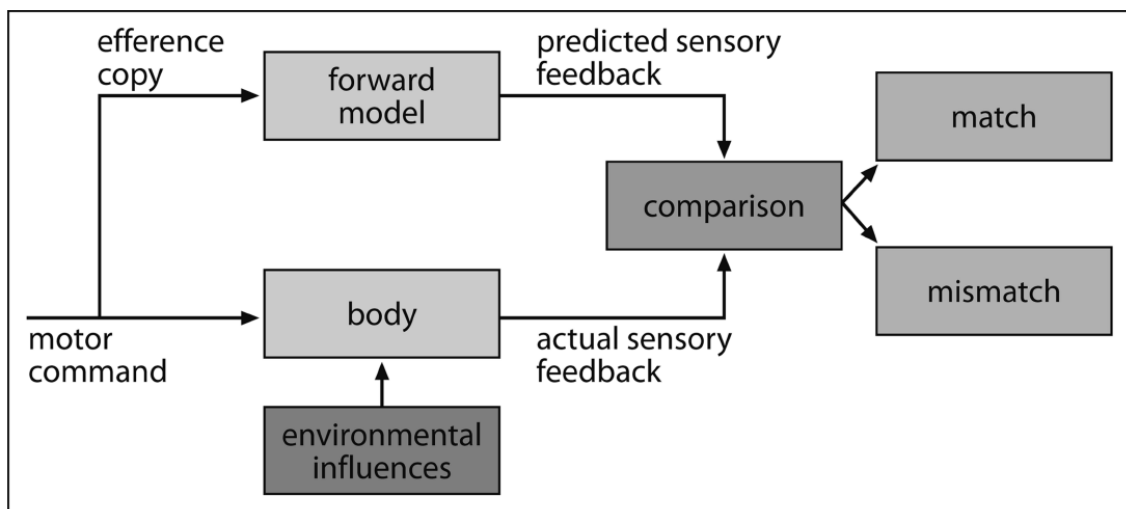 efference
copy
forward
model
predicted sensory
feedback
match
comparison
mismatch
motor
command
body
actual sensory
feedback
environmental
influences